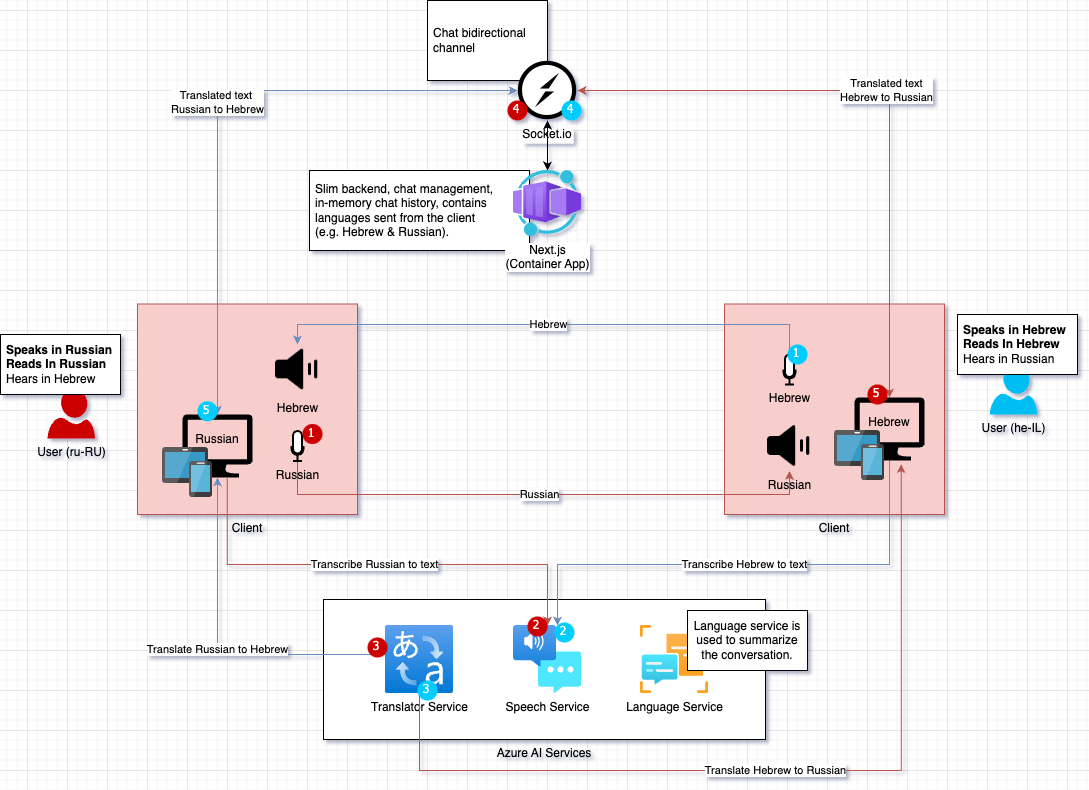 Chat bidirectional
channel
Translated text
Russian to Hebrew
Translated text
Hebrew to Russian
4
4
Socket.io
Slim backend, chat management,
in-memory chat history, contains
languages sent from the client
(e.g. Hebrew & Russian).
Next.js
(Container App)
Hebrew
Speaks in Russian
Reads In Russian
Hears in Hebrew
User (ru-RU)
Speaks in Hebrew
Reads In Hebrew
Hears in Russian
User (he-IL)
1
Hebrew
Hebrew
5
Russian
1
Russian
5
Hebrew
Russian
Russian
Client
Client
Transcribe Russian to text
Transcribe Hebrew to text
2
2
Language service is
used to summarize
the conversation.
Translate Russian to Hebrew
3
あ
a
3
Translator Service
Speech Service
Language Service
Azure AI Services
Translate Hebrew to Russian